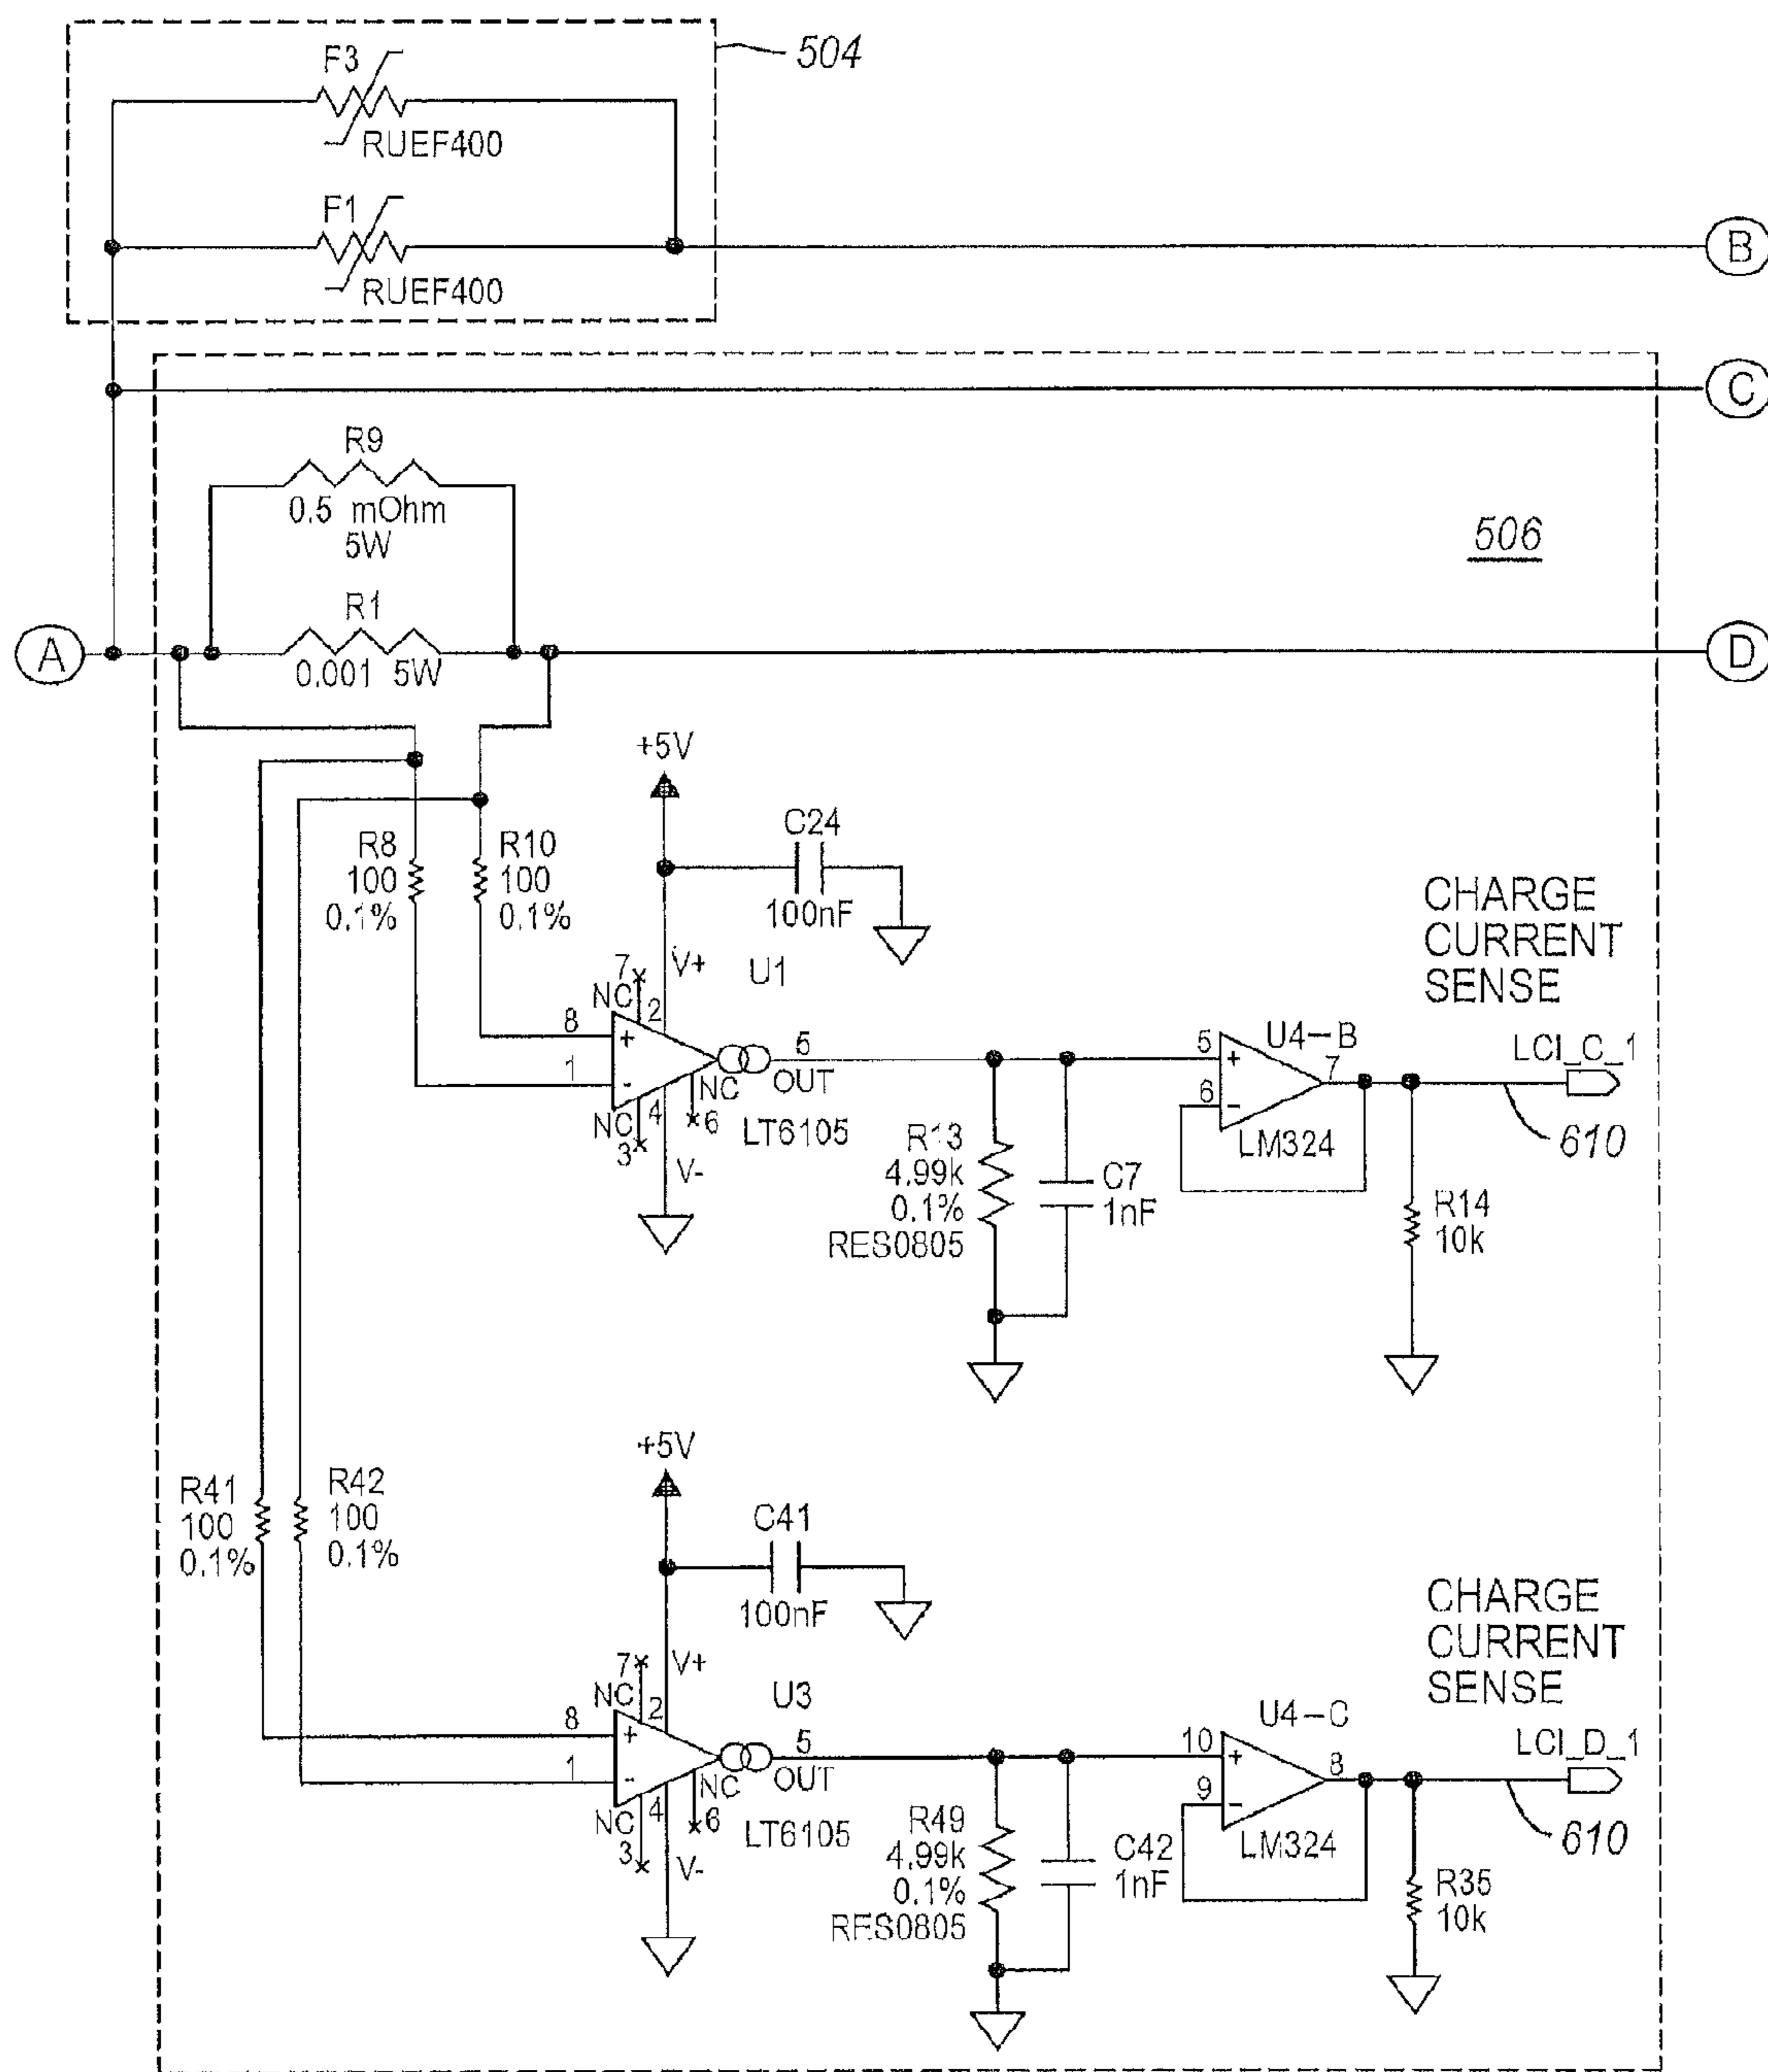 504
F3
RUEF400
F1
RUEF400
B
C
R9
0.5 mOhm
5W
506
R1
0.001 5W
A
D
+5V
C24
100nF
R8
100
0.1%
R10
100
0.1%
CHARGE
CURRENT
SENSE
V+
U1
7
NC
2
8
+
1
-
5
OUT
NC
6
NC
3
4
V-
LT6105
R13
4.99k
0.1%
RES0805
C7
1nF
U4-B
5
+
6
-
7
LM324
LCI_C_1
610
R14
10k
+5V
C41
100nF
R41
100
0.1%
R42
100
0.1%
CHARGE
CURRENT
SENSE
V+
U3
7
NC
2
8
+
1
-
5
OUT
NC
6
NC
3
4
V-
LT6105
R49
4.99k
0.1%
RES0805
C42
1nF
U4-C
10
+
9
-
8
LM324
LCI_D_1
610
R35
10k